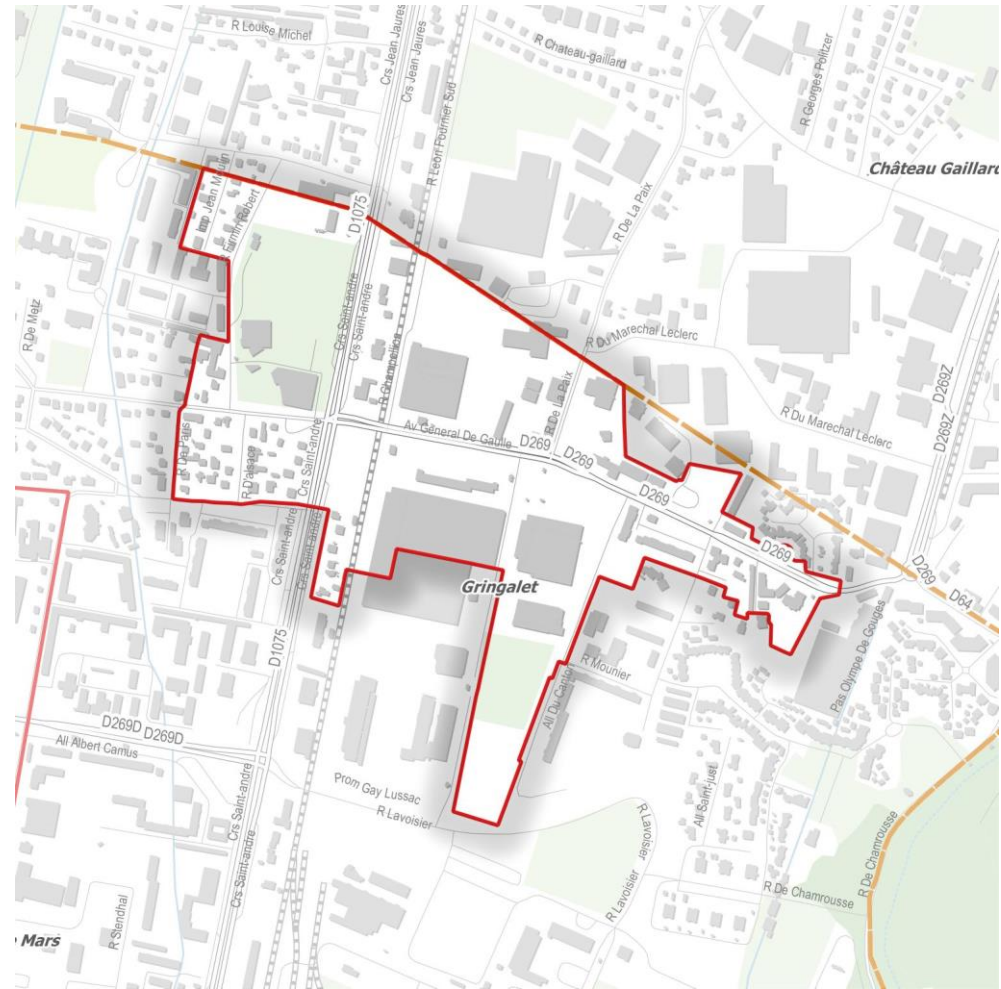 R Louise Michel
Crs Jean Jaures
Crs Jean Jaures
R Chateau-gaillard
R Georges Politzer
R Leon Fournier Sud
Château Gaillard
Imp Jean Moulin
Firmin Robert
D1075
R De La Paix
Crs Saint-andre
Crs Saint-andre
R De Metz
R Du Marechal Leclerc
R Champollion
D269Z
D269Z
R Du Marechal Leclerc
R De La Paix
Av General De Gaulle
D269
D269
R De Paris
R D'alsace
Crs Saint-andre
D269
Crs Saint-andre
Crs Saint-andre
D269
D269
D64
Gringalet
R Mounier
All Du Canton
Pas Olympe De Gouges
D1075
D269D
D269D
All Albert Camus
Prom Gay Lussac
R Lavoisier
All Saint-just
R Lavoisier
Crs Saint-andre
Crs Saint-andre
R De Chamrousse
R De Chamrousse
R Lavoisier
R Stendhal
Mars